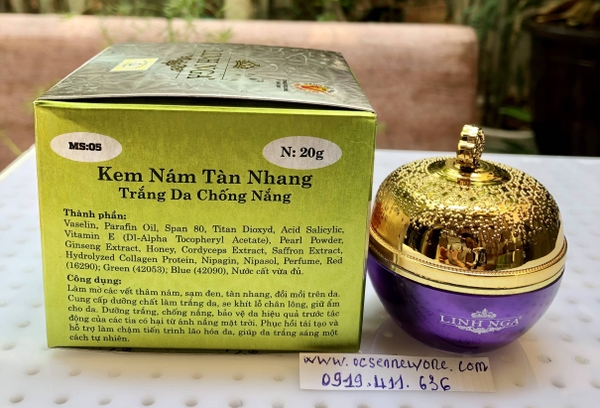 LINH NGA
MS:05
N: 20g
Kem Nám Tàn Nhang
Trắng Da Chống Nắng
Thành phần:
Vaselin, Parafin Oil, Span 80, Titan Dioxyd, Acid Salicylic,
Vitamin E (Dl-Alpha Tocopheryl Acetate), Pearl Powder,
Ginseng Extract, Honey, Cordyceps Extract, Saffron Extract,
Hydrolyzed Collagen Protein, Nipagin, Nipasol, Perfume, Red
(16290); Green (42053); Blue (42090), Nước cất vừa đủ.
Công dụng:
Làm mờ các vết thâm nám, sạm đen, tàn nhang, đồi mồi trên da.
Cung cấp dưỡng chất làm trắng da, se khít lỗ chân lông, giữ ẩm
cho da. Dưỡng trắng, chống nắng, bảo vệ da hiệu quả trước tác
động của các tia có hại từ ánh nắng mặt trời. Phục hồi tái tạo và
hỗ trợ làm chậm tiến trình lão hóa da, giúp da trắng sáng một
cách tự nhiên.
LINH NGA
www.ocsennewone.com
0919.411.636